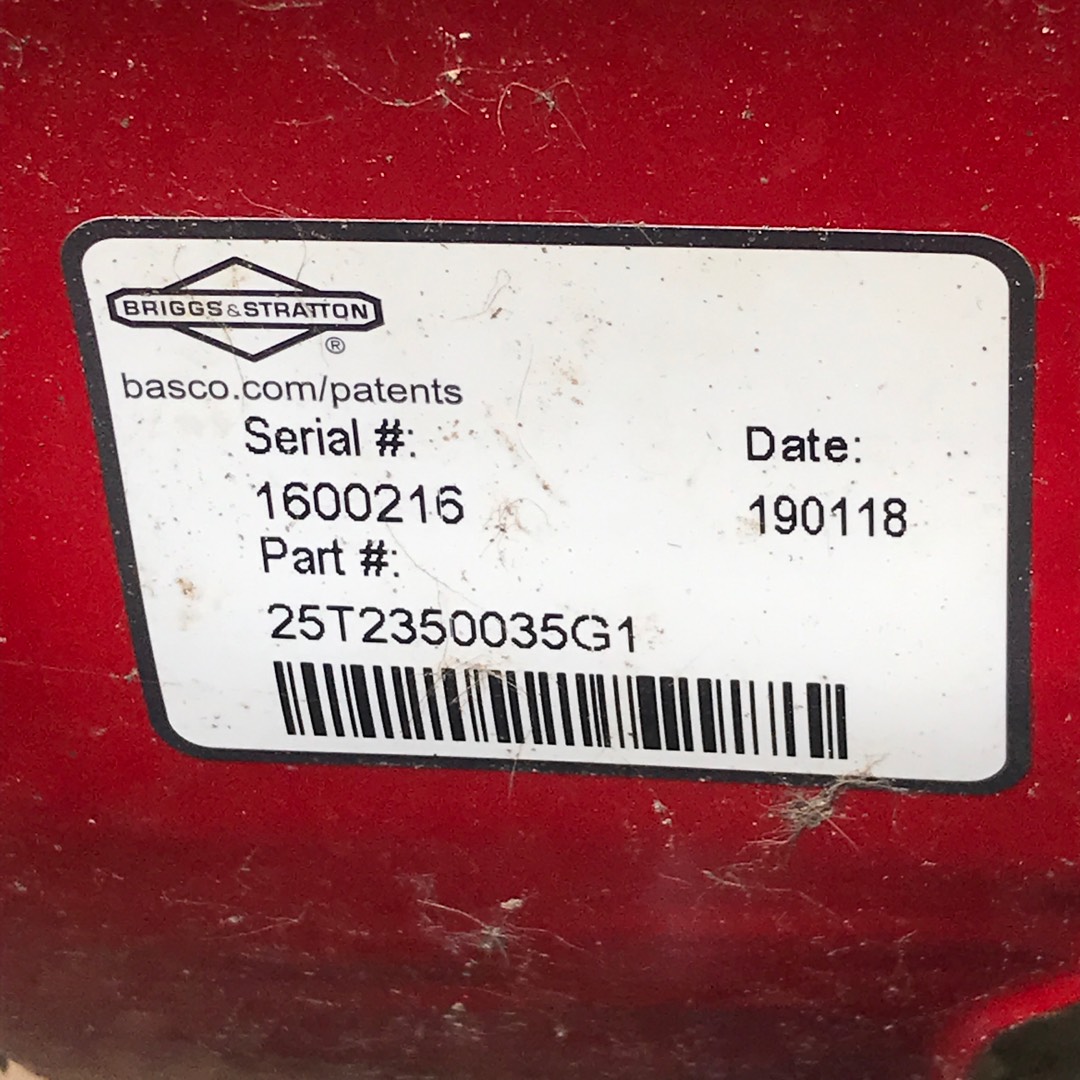 BRIGGS&STRATTON
®
basco.com/patents
Serial #:
1600216
Date:
190118
Part #:
25T2350035G1